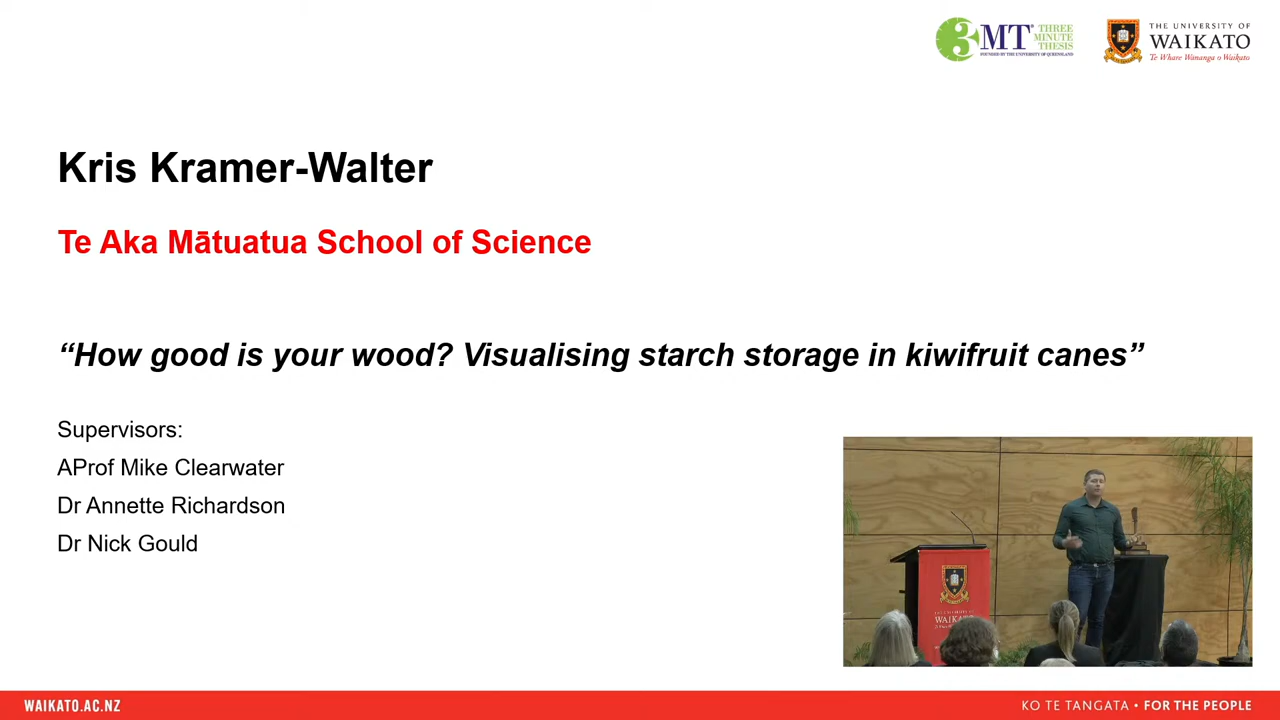 3MT THREE
MINUTE
THESIS
FOUNDED BY THE UNIVERSITY OF QUEENSLAND
THE UNIVERSITY OF
WAIKATO
Te Whare Wānanga o Waikato
Kris Kramer-Walter
Te Aka Mātuatua School of Science
“How good is your wood? Visualising starch storage in kiwifruit canes”
Supervisors:
AProf Mike Clearwater
Dr Annette Richardson
Dr Nick Gould
WAIKATO
WAIKATO.AC.NZ
KO TE TANGATA • FOR THE PEOPLE